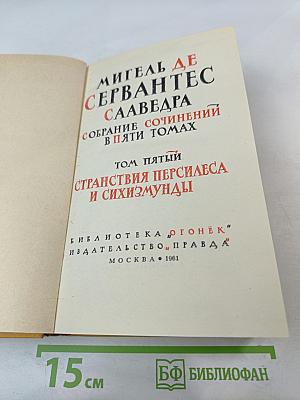 МИГЕЛЬ ДЕ
СЕРВАНТЕС
СААВЕДРА
СОБРАНИЕ СОЧИНЕНИЙ
В ПЯТИ ТОМАХ
ТОМ ПЯТЫЙ
СТРАНСТВИЯ ПЕРСИЛЕСА
И СИХИЗМУНДЫ
БИБЛИОТЕКА „ОГОНЁК"
ИЗДАТЕЛЬСТВО „ПРАВДА"
МОСКВА • 1961
15 см
БФ БИБЛИОФАН